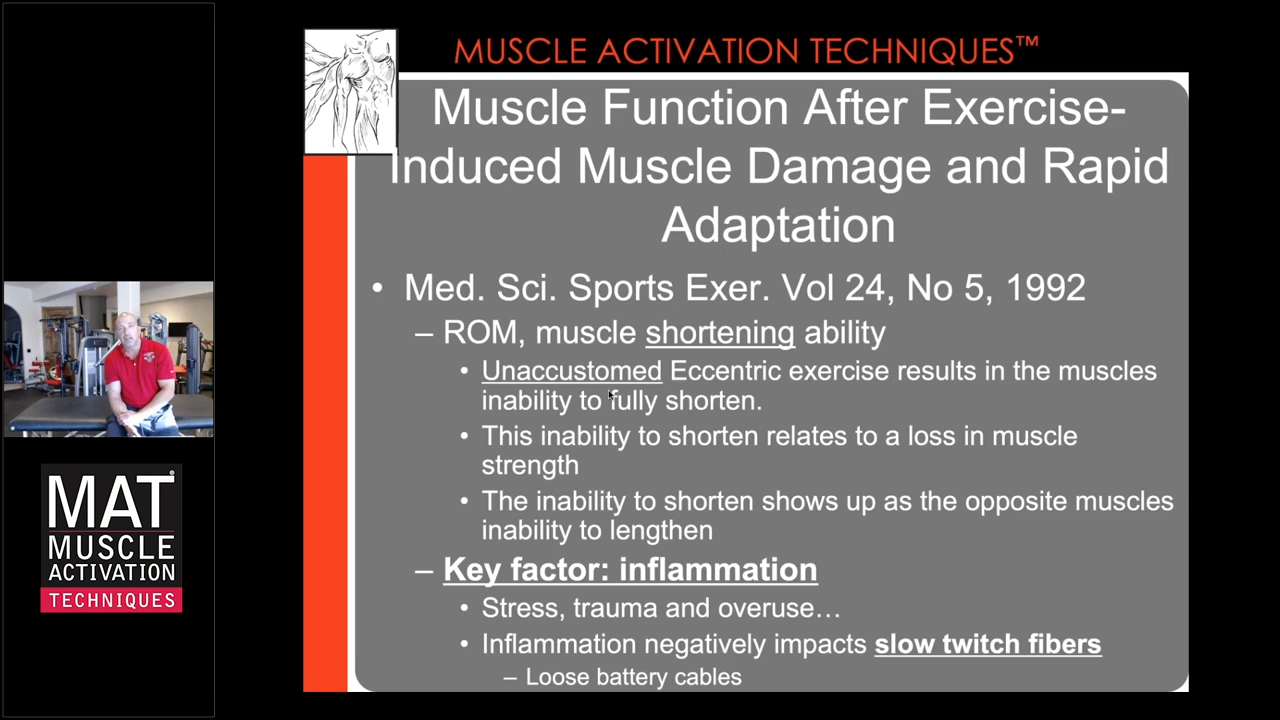 MUSCLE ACTIVATION TECHNIQUES™
Muscle Function After Exercise-
Induced Muscle Damage and Rapid
Adaptation
• Med. Sci. Sports Exer. Vol 24, No 5, 1992
– ROM, muscle shortening ability
• Unaccustomed Eccentric exercise results in the muscles
inability to fully shorten.
• This inability to shorten relates to a loss in muscle
strength
• The inability to shorten shows up as the opposite muscles
inability to lengthen
– Key factor: inflammation
• Stress, trauma and overuse…
• Inflammation negatively impacts slow twitch fibers
– Loose battery cables
MAT®
MUSCLE
ACTIVATION
TECHNIQUES